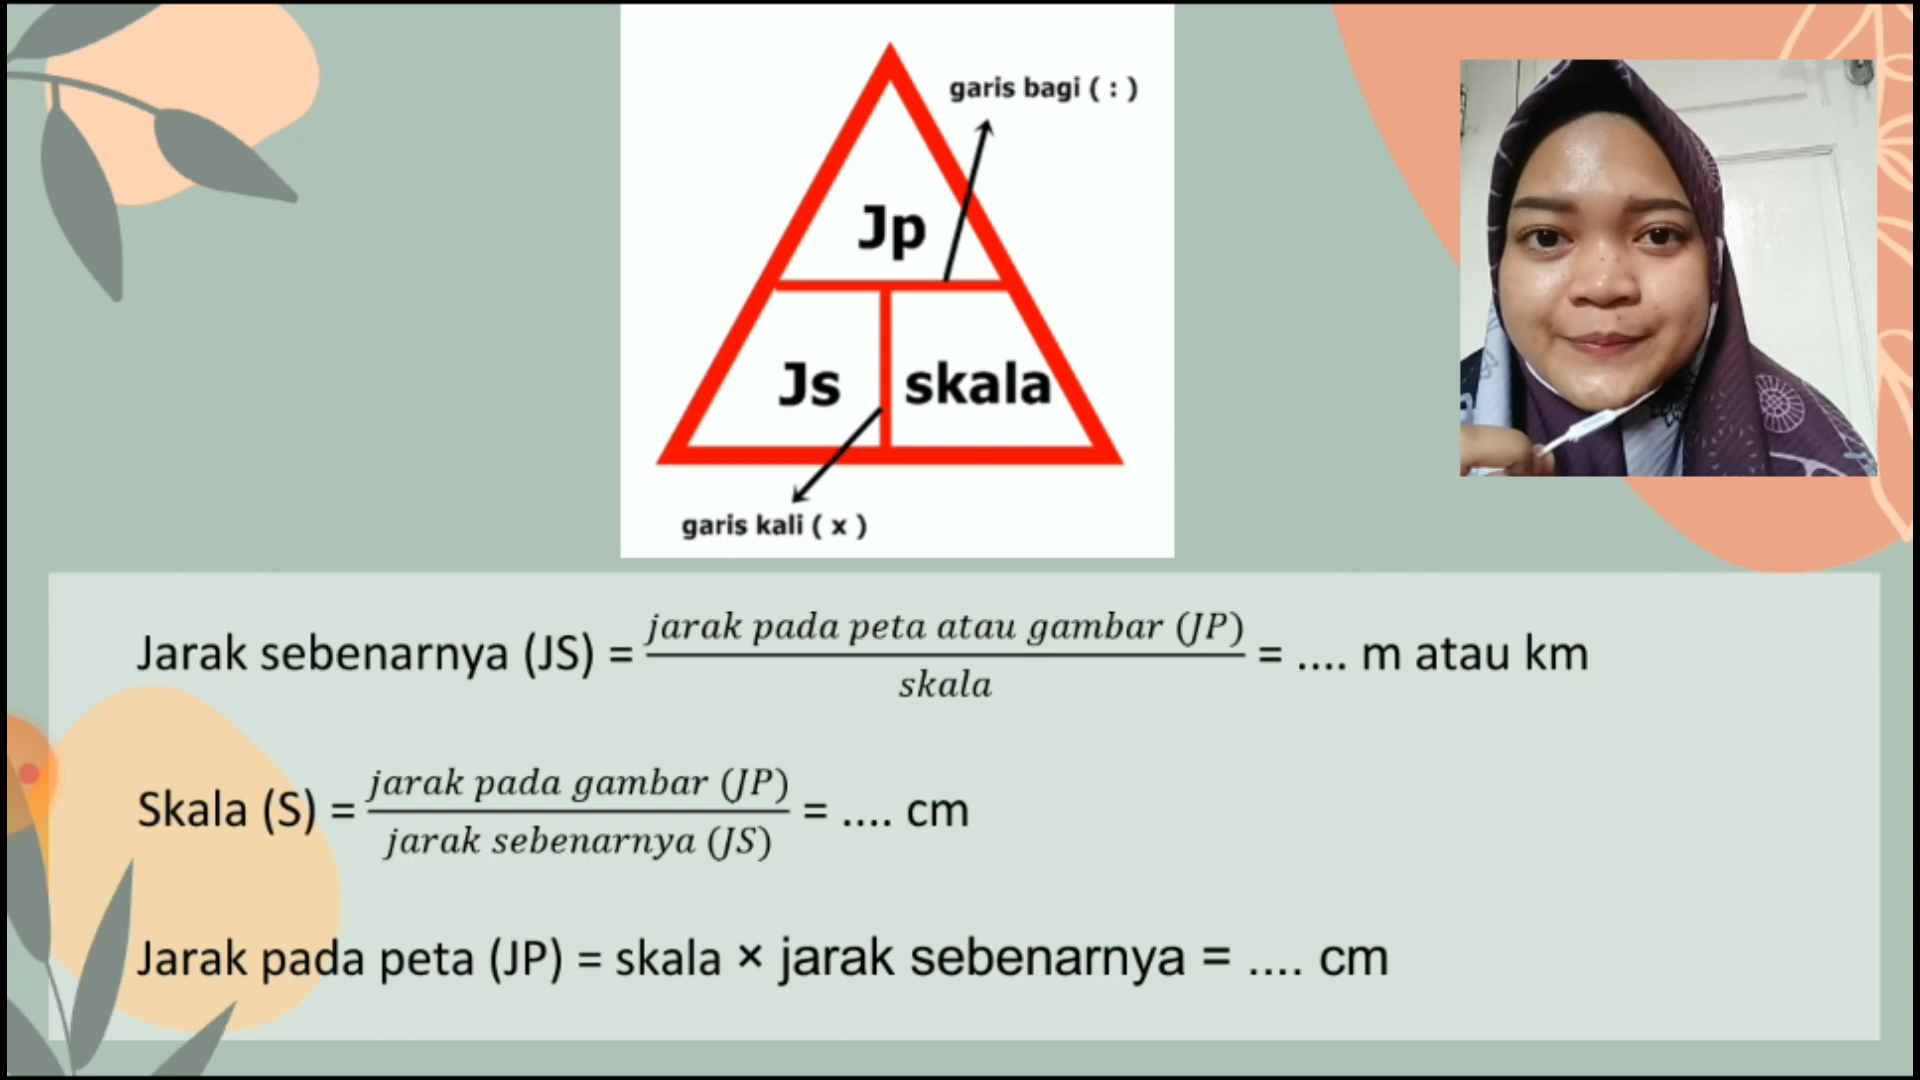 garis bagi ( : )
Jp
Js
skala
garis kali ( x )
Jarak sebenarnya (JS) = jarak pada peta atau gambar (JP) / skala = .... m atau km
Skala (S) = jarak pada gambar (JP) / jarak sebenarnya (JS) = .... cm
Jarak pada peta (JP) = skala × jarak sebenarnya = .... cm